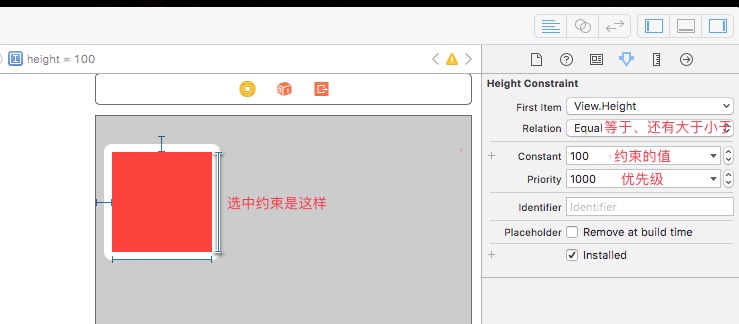 height = 100
Height Constraint
First Item View.Height
Relation Equal 等于、还有大于小于
Constant 100 约束的值
Priority 1000 优先级
选中约束是这样
Identifier Identifier
Placeholder Remove at build time
Installed